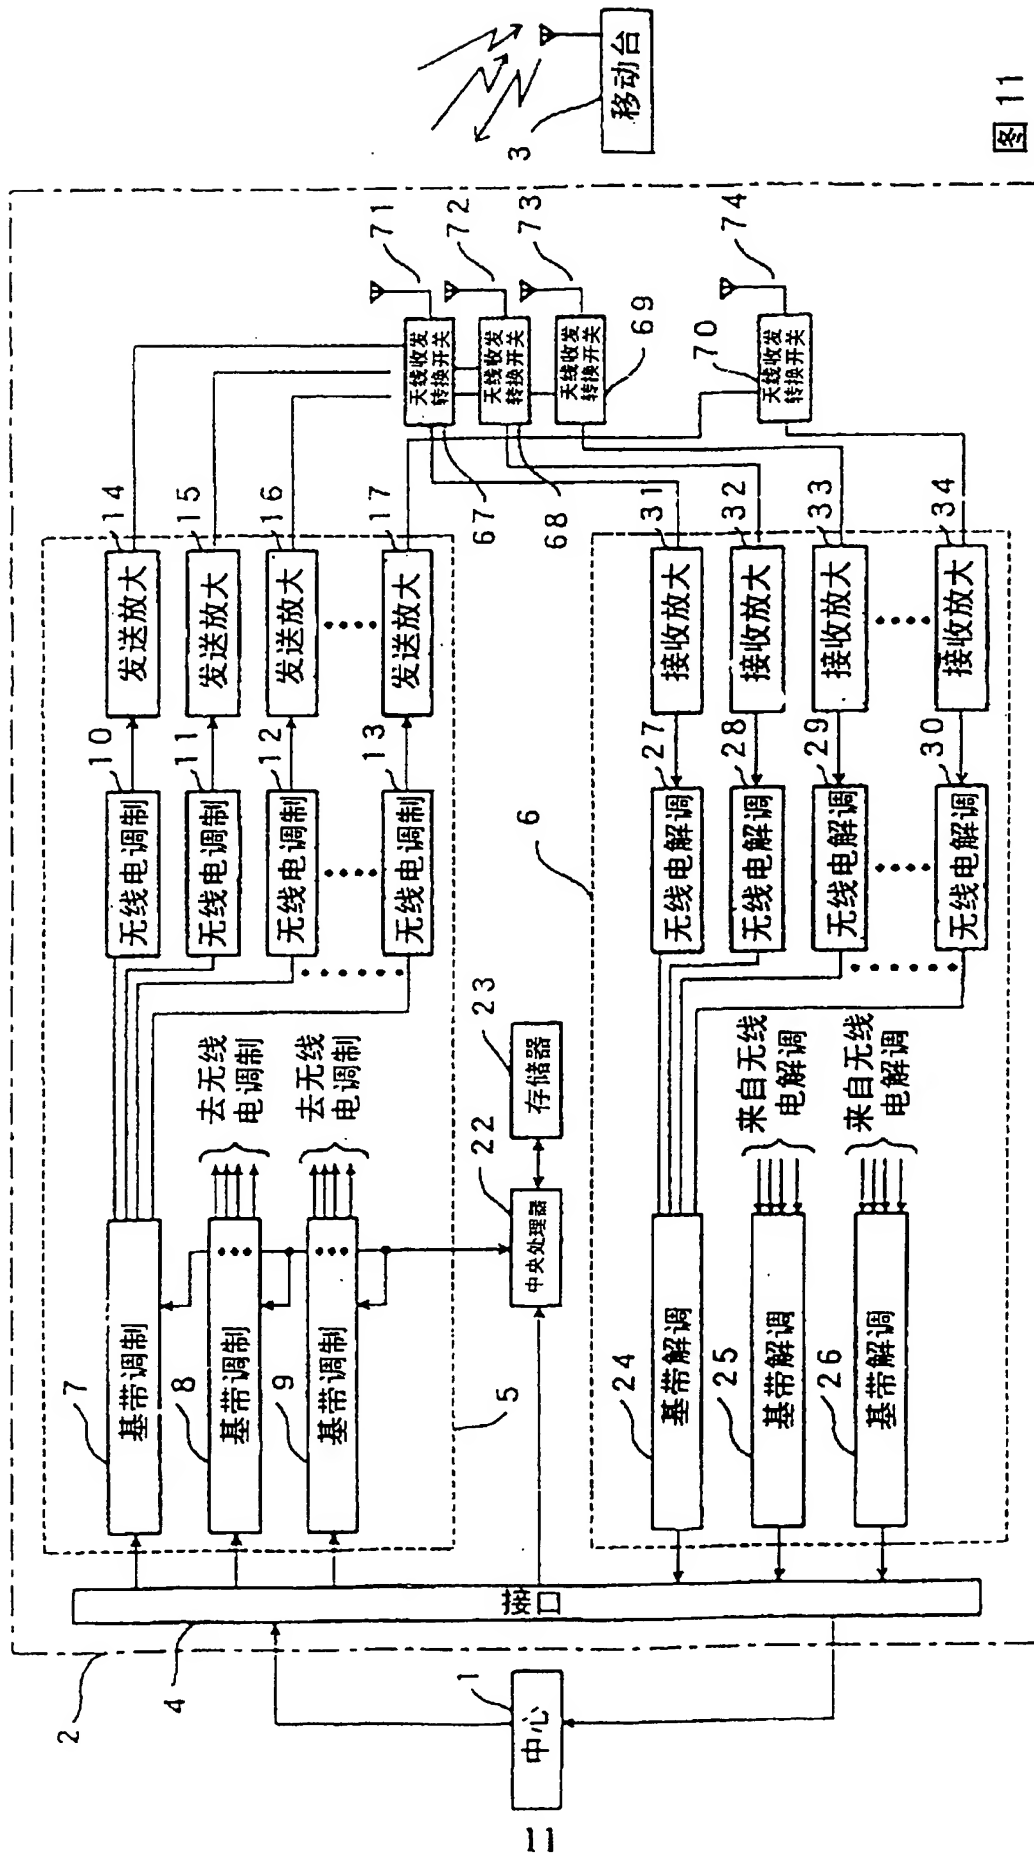 2
4
中心
1
接口
7
基带调制
8
基带调制
9
基带调制
5
去无线
电调制
去无线
电调制
无线电调制
10
无线电调制
11
无线电调制
12
无线电调制
13
发送放大
14
发送放大
15
发送放大
16
发送放大
17
中央处理器
22
存储器
23
6
24
基带解调
25
基带解调
26
基带解调
来自无线
电解调
来自无线
电解调
无线电解调
27
无线电解调
28
无线电解调
29
无线电解调
30
接收放大
31
接收放大
32
接收放大
33
接收放大
34
67
68
天线收发
转换开关
71
天线收发
转换开关
72
天线收发
转换开关
73
69
70
天线收发
转换开关
74
3
移动台
图 11
11